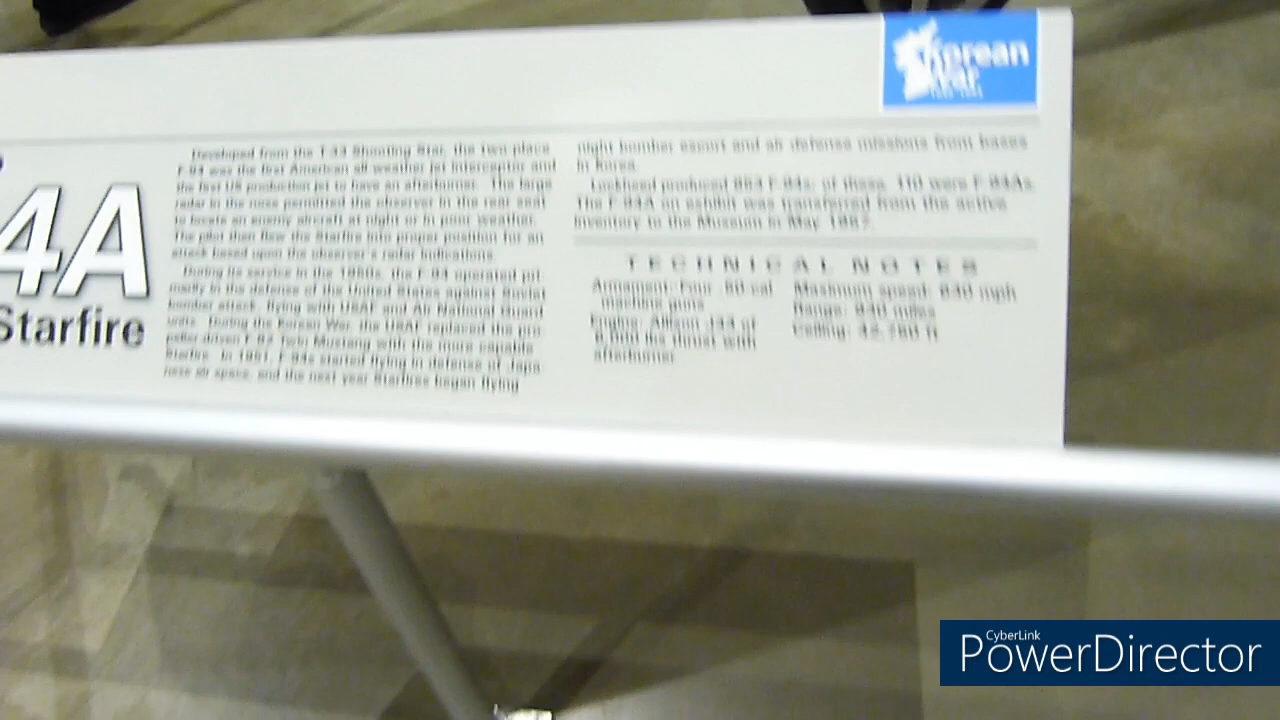 Korean
War
4A
Starfire
Developed from the T-33 Shooting Star, the two place
F-94 was the first American all-weather jet interceptor and
the first US production jet to have an afterburner. The large
radar in the nose permitted the observer in the rear seat
to locate an enemy aircraft at night or in poor weather.
The pilot then flew the Starfire into proper position for an
attack based upon the observer's radar indications.
During its service in the 1950s, the F-94 operated pri-
marily in the defense of the United States against Soviet
bomber attack, flying with USAF and Air National Guard
units. During the Korean War, the USAF replaced the pro-
peller-driven F-82 Twin Mustang with the more capable
Starfire. In 1951, F-94s started flying in defense of Japa-
nese air space, and the next year Starfires began flying
night bomber escort and air defense missions from bases
in Korea.
Lockheed produced F-94s; of these, 110 were F-94As.
The F-94A on exhibit was transferred from the active
inventory to the Museum in May
TECHNICAL NOTES
Armament: Four .50-cal
machine guns
Engine: Allison J33 of
lbs thrust with
afterburner
Maximum speed: mph
Range: miles
Ceiling: ft
CyberLink
PowerDirector